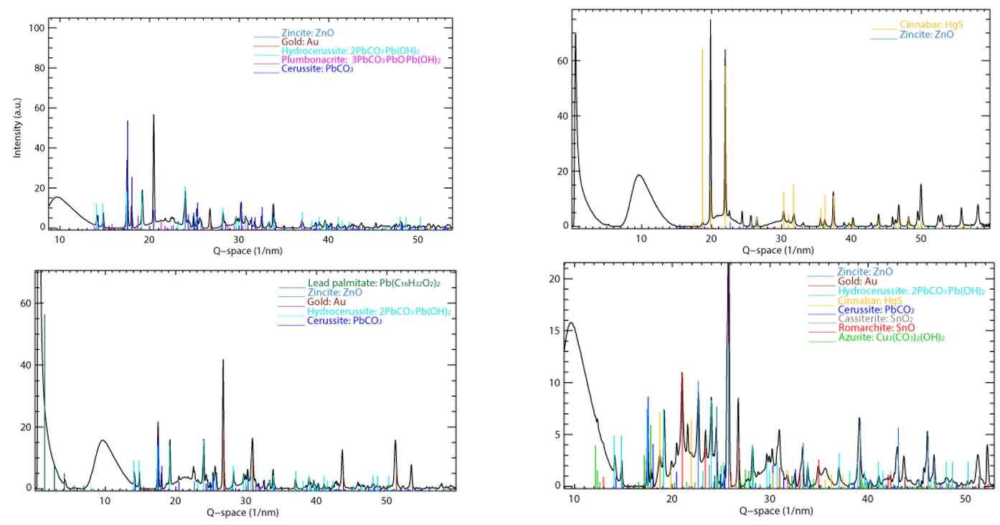 100
80
60
40
20
0
Intensity (a.u.)
Zincite: ZnO
Gold: Au
Hydrocerussite: 2PbCO₃·Pb(OH)₂
Plumbonacrite: 3PbCO₃·PbO·Pb(OH)₂
Cerussite: PbCO₃
10 20 30 40 50
Q−space (1/nm)
60
40
20
0
Cinnabar: HgS
Zincite: ZnO
10 20 30 40 50
Q−space (1/nm)
60
40
20
0
Lead palmitate: Pb(C₁₆H₃₂O₂)₂
Zincite: ZnO
Gold: Au
Hydrocerussite: 2PbCO₃·Pb(OH)₂
Cerussite: PbCO₃
10 20 30 40 50
Q−space (1/nm)
20
15
10
5
0
Zincite: ZnO
Gold: Au
Hydrocerussite: 2PbCO₃·Pb(OH)₂
Cinnabar: HgS
Cerussite: PbCO₃
Cassiterite: SnO₂
Romarchite: SnO
Azurite: Cu₃(CO₃)₂(OH)₂
10 20 30 40 50
Q−space (1/nm)